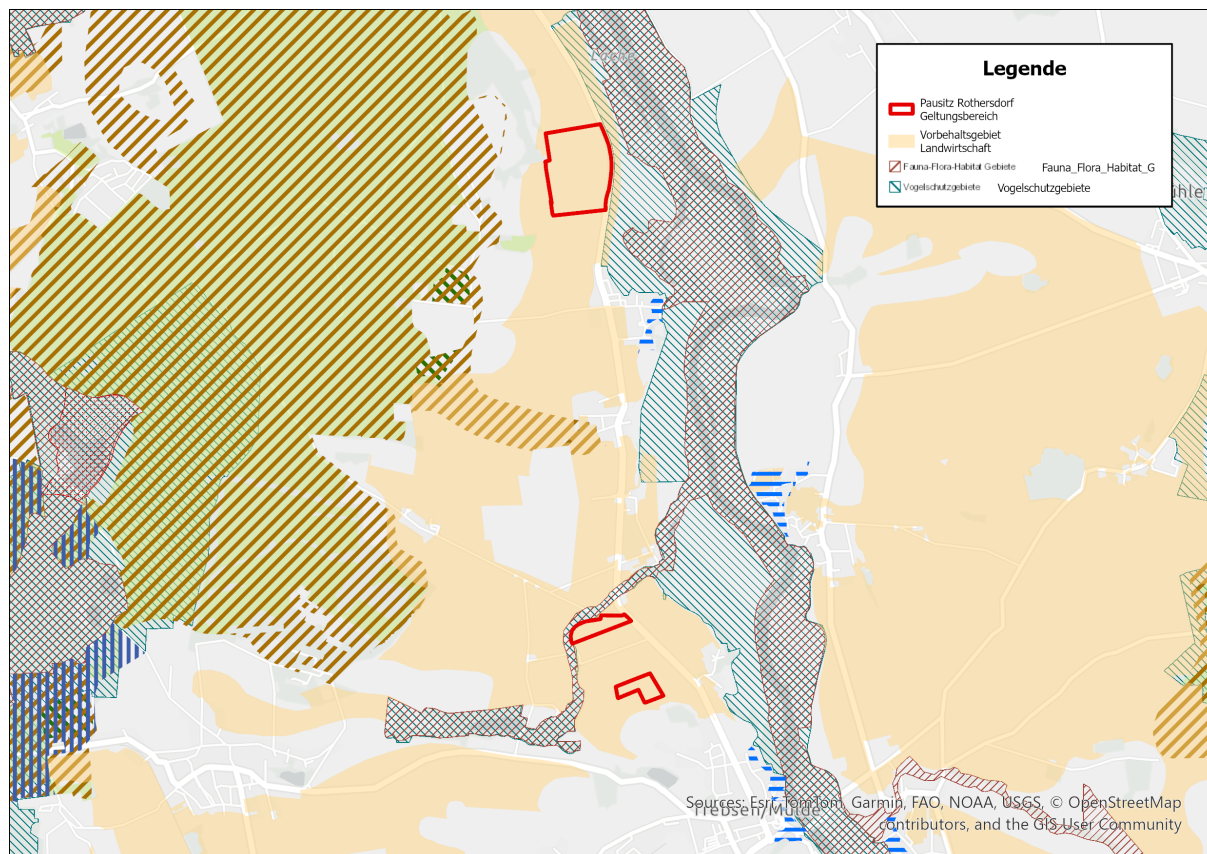 Legende
Pausitz Rothersdorf
Geltungsbereich
Vorbehaltsgebiet
Landwirtschaft
Fauna-Flora-Habitat Gebiete Fauna_Flora_Habitat_G
Vogelschutzgebiete Vogelschutzgebiete
Trebsen/Mulde
Sources: Esri, TomTom, Garmin, FAO, NOAA, USGS, © OpenStreetMap
contributors, and the GIS User Community